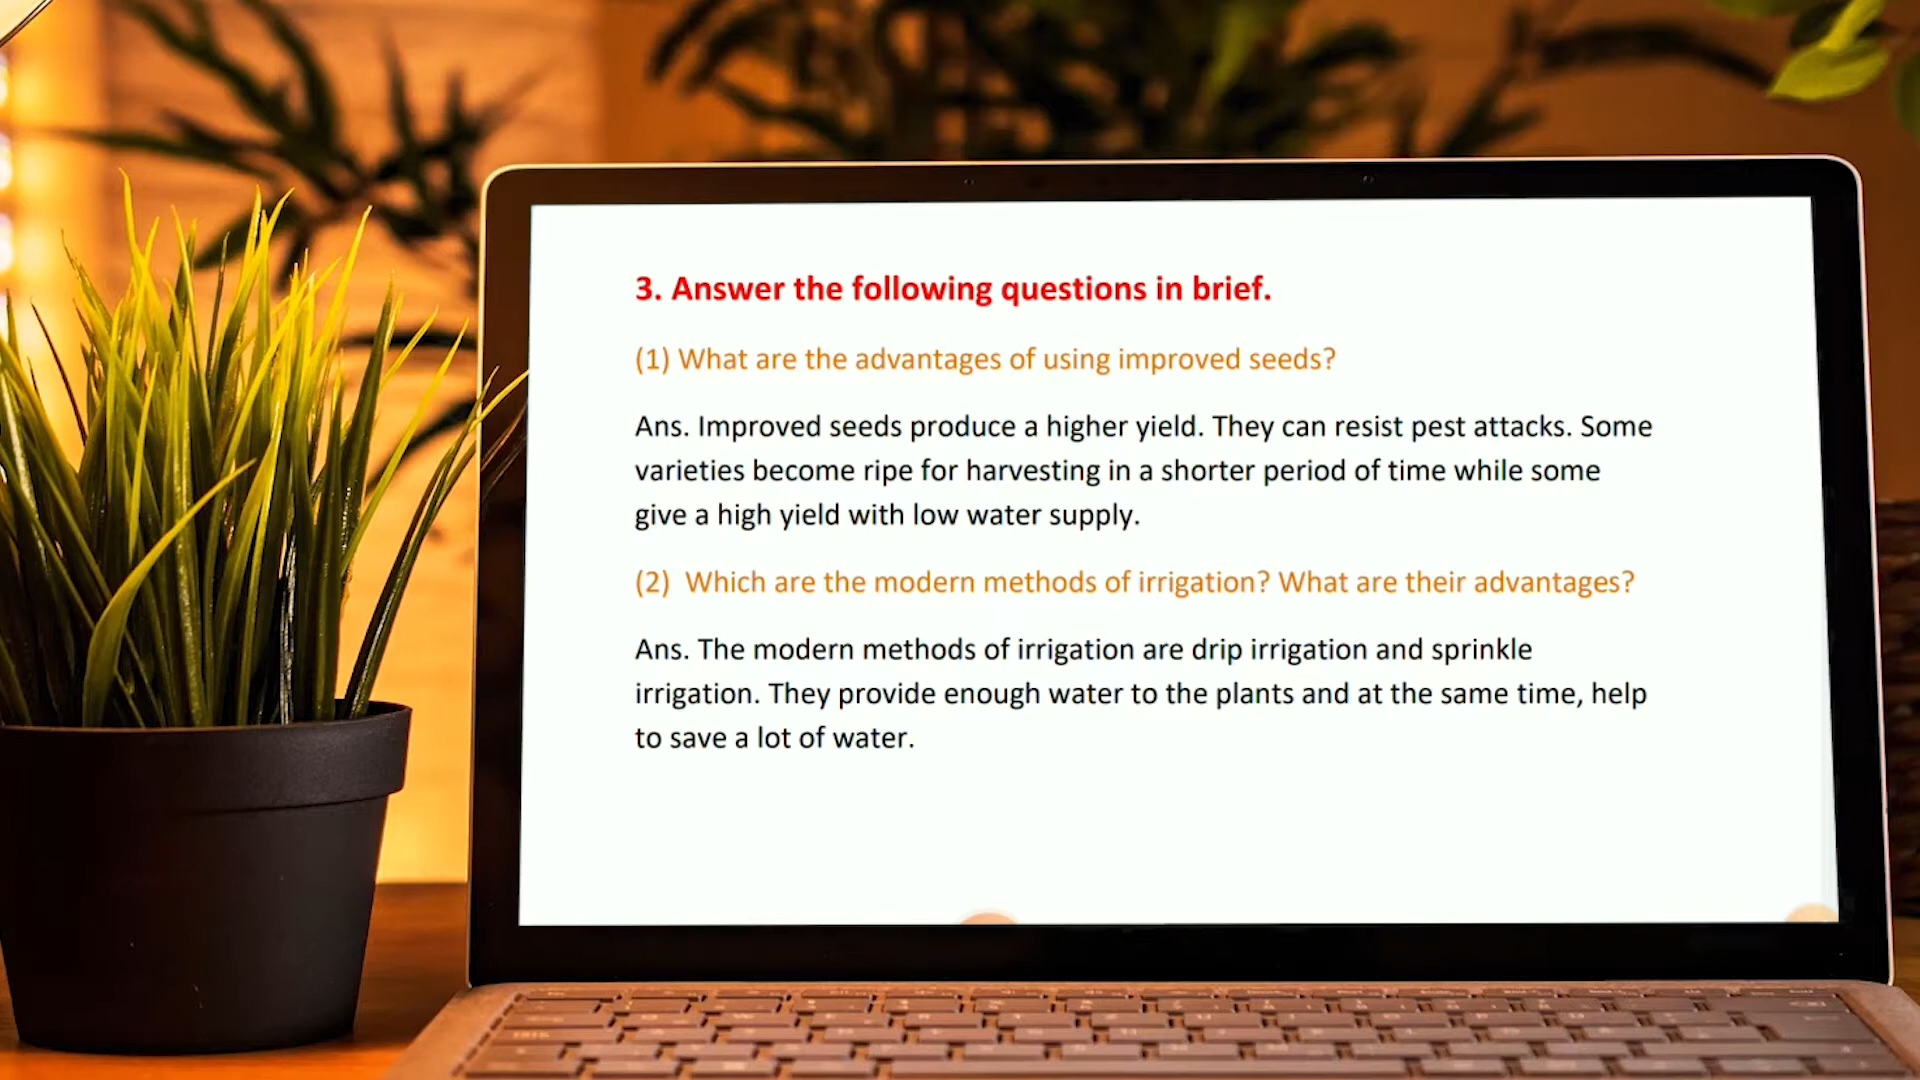 3. Answer the following questions in brief.
(1) What are the advantages of using improved seeds?
Ans. Improved seeds produce a higher yield. They can resist pest attacks. Some
varieties become ripe for harvesting in a shorter period of time while some
give a high yield with low water supply.
(2) Which are the modern methods of irrigation? What are their advantages?
Ans. The modern methods of irrigation are drip irrigation and sprinkle
irrigation. They provide enough water to the plants and at the same time, help
to save a lot of water.